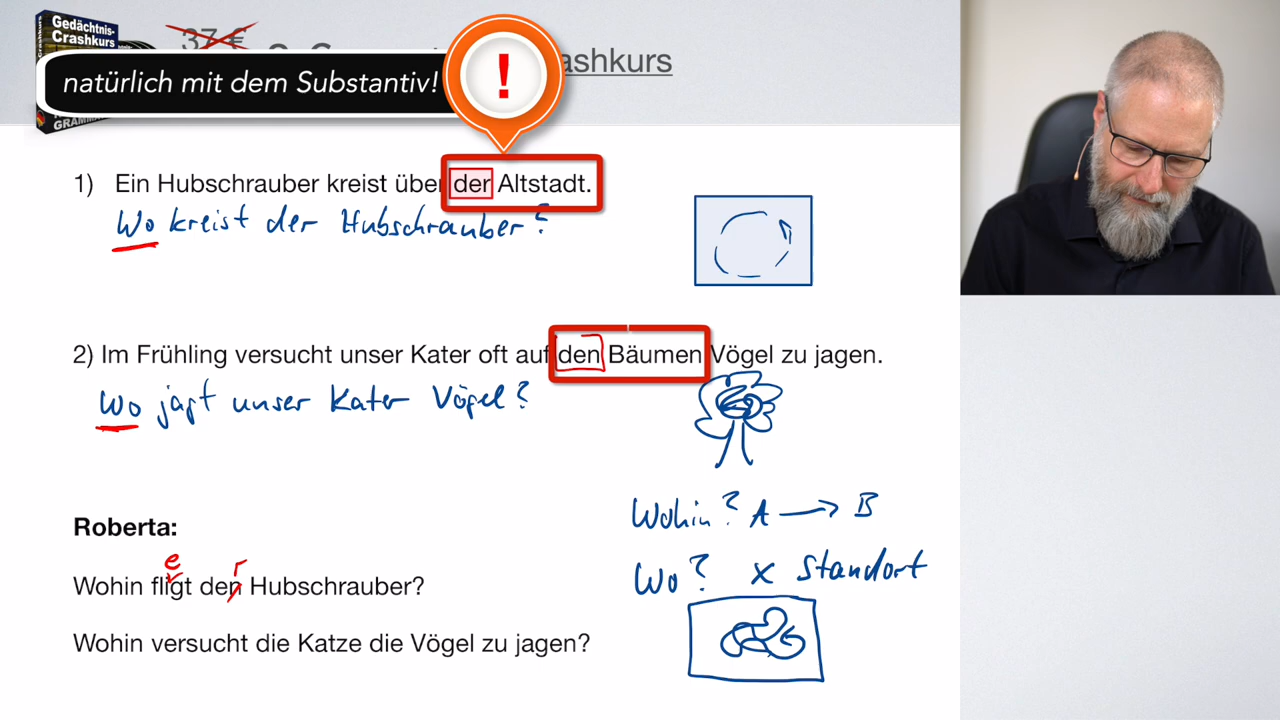 Gedächtnis-
Crashkurs
37 €
ashkurs
natürlich mit dem Substantiv!
!
GRAMMA
1) Ein Hubschrauber kreist über der Altstadt.
Wo kreist der Hubschrauber?
2) Im Frühling versucht unser Kater oft auf den Bäumen Vögel zu jagen.
Wo jagt unser Kater Vögel?
Wohin? A → B
Roberta:
e r
Wohin fligt den Hubschrauber?
Wo? x Standort
Wohin versucht die Katze die Vögel zu jagen?